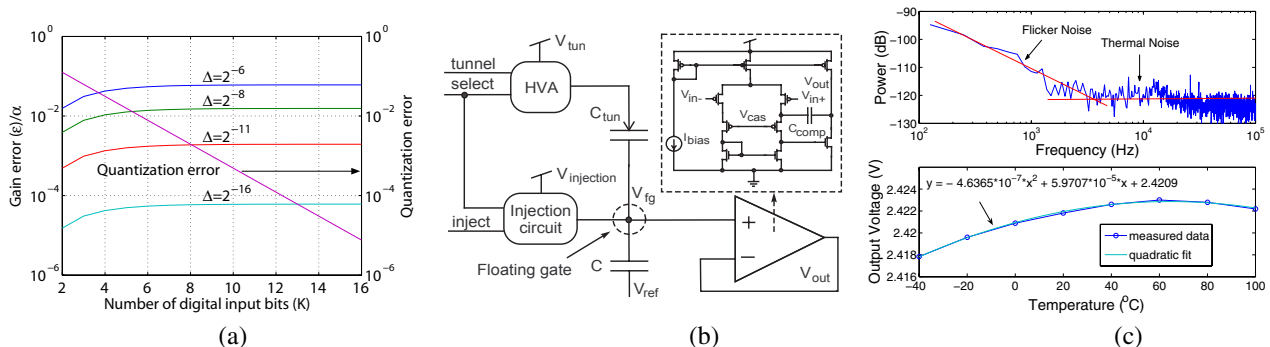 10^0
10^-2
10^-4
10^-6
Gain error (ε)/α
Δ=2^-6
Δ=2^-8
Δ=2^-11
Quantization error
Δ=2^-16
10^0
10^-2
10^-4
10^-6
Quantization error
2 4 6 8 10 12 14 16
Number of digital input bits (K)
(a)
V_tun
tunnel
select
HVA
C_tun
V_injection
inject
Injection
circuit
V_fg
Floating gate
C
V_ref
V_out
V_in-
V_in+
V_cas
C_comp
I_bias
+
−
V_out
(b)
Power (dB)
-90
-100
-110
-120
-130
Flicker Noise
Thermal Noise
10^2 10^3 10^4 10^5
Frequency (Hz)
Output Voltage (V)
2.424
2.422
2.42
2.418
2.416
y = - 4.6365*10^-7*x^2 + 5.9707*10^-5*x + 2.4209
measured data
quadratic fit
-40 -20 0 20 40 60 80 100
Temperature (°C)
(c)